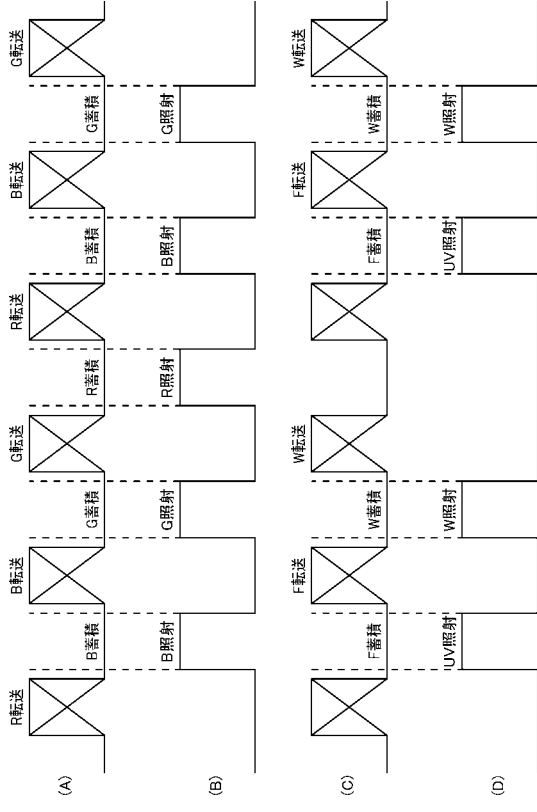 R転送 B転送 G転送 R転送 B転送 G転送
(A)
B蓄積 G蓄積 R蓄積 B蓄積 G蓄積
B照射 G照射 R照射 B照射 G照射
(B)
F転送 W転送 F転送 W転送
(C)
F蓄積 W蓄積 F蓄積 W蓄積
UV照射 W照射 UV照射 W照射
(D)